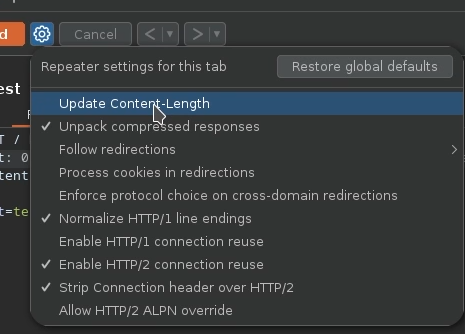 d
Cancel
<
>
Repeater settings for this tab
Restore global defaults
est
Update Content-Length
✓ Unpack compressed responses
T /
Follow redirections >
t: 0
Process cookies in redirections
tent
Enforce protocol choice on cross-domain redirections
t=te
✓ Normalize HTTP/1 line endings
Enable HTTP/1 connection reuse
✓ Enable HTTP/2 connection reuse
✓ Strip Connection header over HTTP/2
Allow HTTP/2 ALPN override